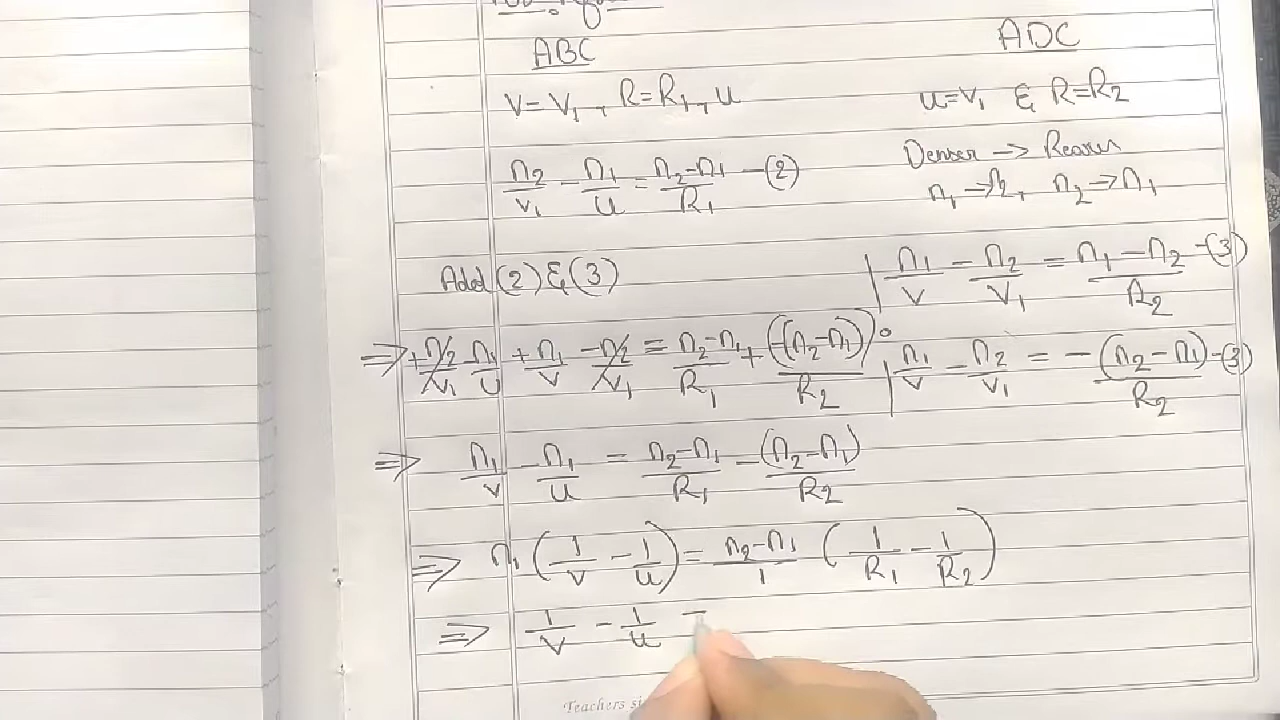 ABC
V = V₁, R = R₁, u
n₂/v₁ - n₁/u = n₂-n₁/R₁ - (2)
ADC
u = v₁ & R = R₂
Denser → Rearer
n₁ → n₂, n₂ → n₁
n₁/v - n₂/v₁ = n₁ - n₂/R₂ - (3)
n₁/v - n₂/v₁ = -(n₂ - n₁)/R₂ - (3)
Add (2) & (3)
⇒ + n₂/v₁ - n₁/u + n₁/v - n₂/v₁ = n₂-n₁/R₁ + (-(n₂-n₁))/R₂
⇒ n₁/v - n₁/u = n₂-n₁/R₁ - (n₂-n₁)/R₂
⇒ n₁ (1/v - 1/u) = n₂-n₁/1 (1/R₁ - 1/R₂)
⇒ 1/v - 1/u
Teachers